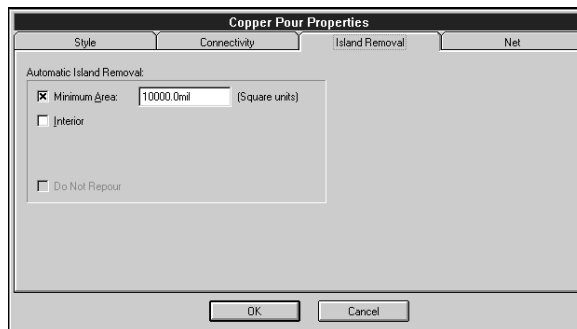 Copper Pour Properties
Style Connectivity Island Removal Net
Automatic Island Removal:
Minimum Area: 10000.0mil (Square units)
Interior
Do Not Repour
OK Cancel